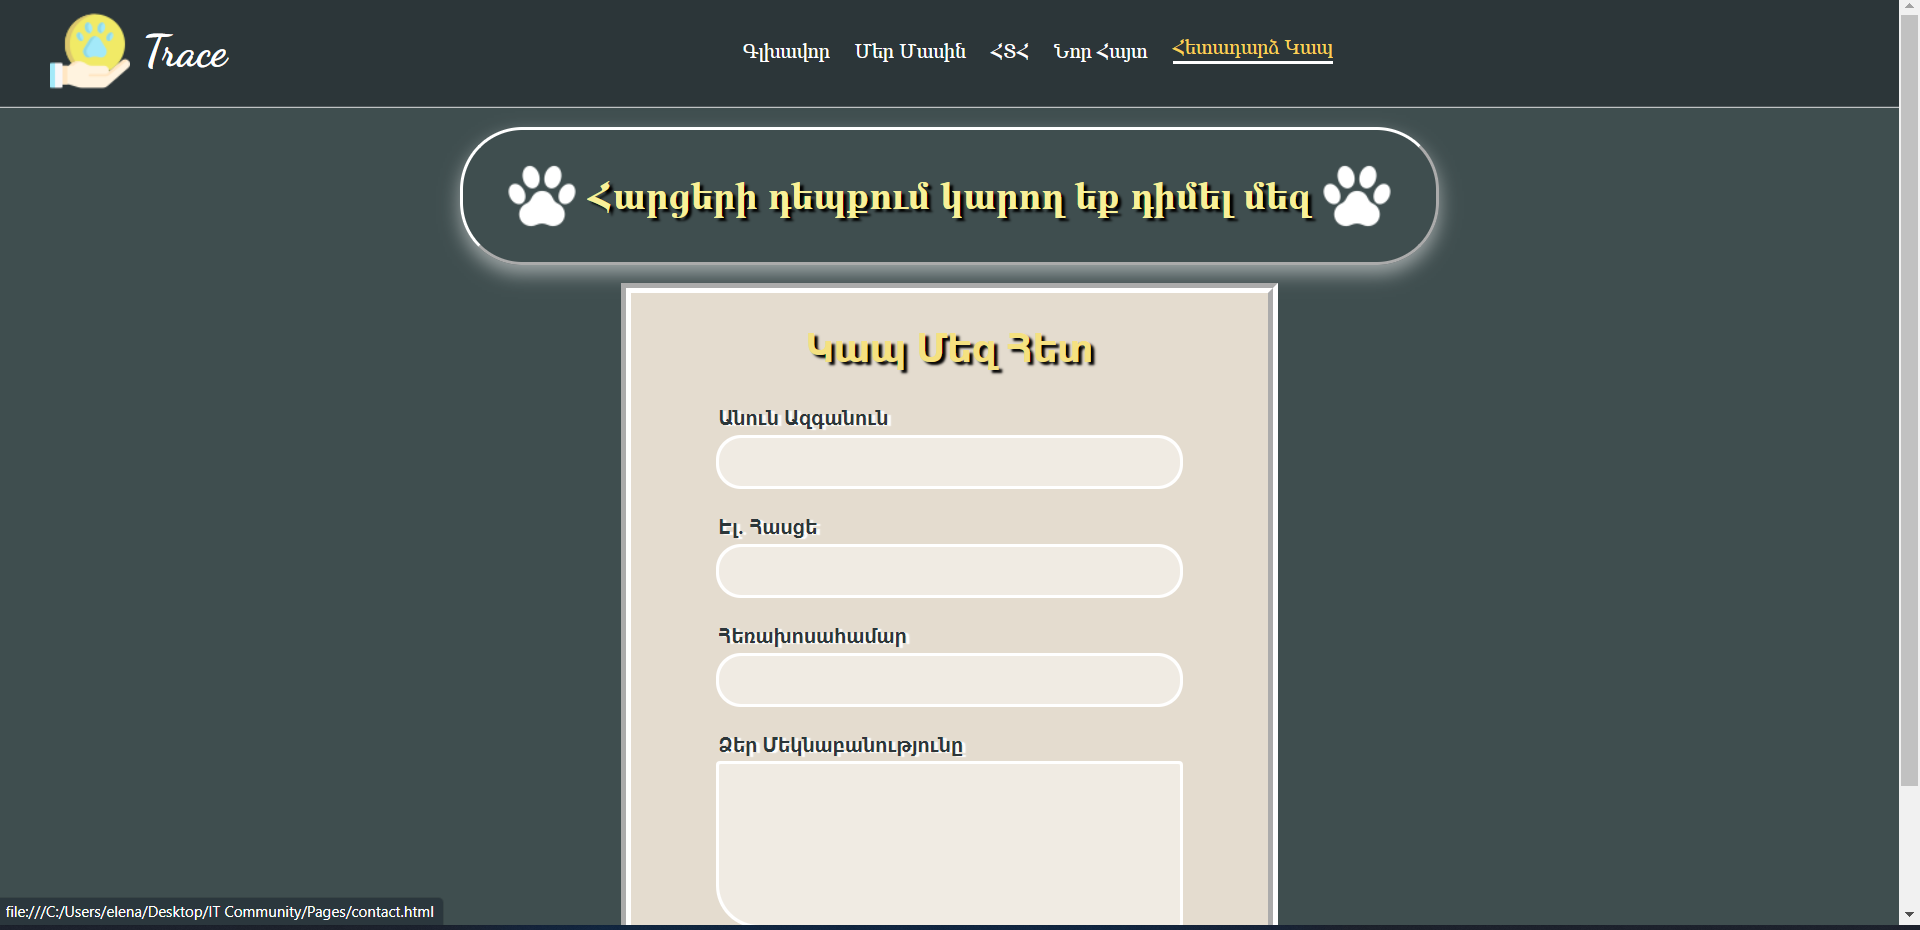 Trace
Գլխավոր Մեր Մասին ՀՏՀ Նոր Հայտ Հետադարձ Կապ
Հարցերի դեպքում կարող եք դիմել մեզ
Կապ Մեզ Հետ
Անուն Ազգանուն
Էլ. Հասցե
Հեռախոսահամար
Ձեր Մեկնաբանությունը
file:///C:/Users/elena/Desktop/IT Community/Pages/contact.html